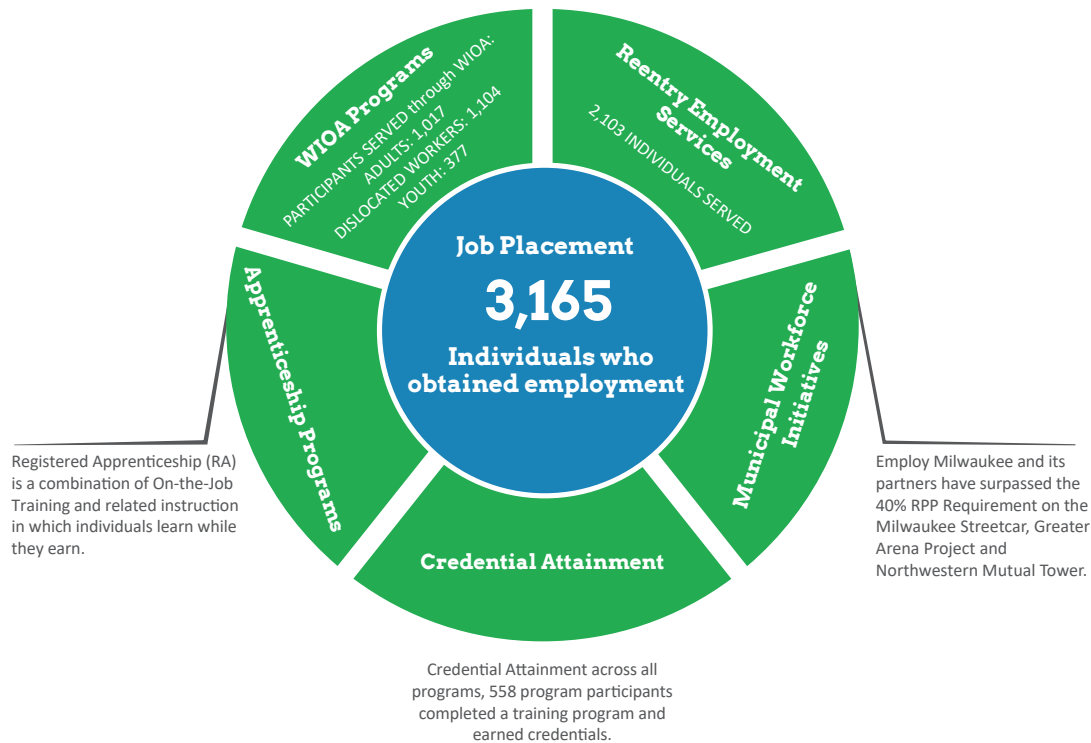 WIOA Programs
PARTICIPANTS SERVED through WIOA:
ADULTS: 1,017
DISLOCATED WORKERS: 1,104
YOUTH: 377
Reentry Employment
Services
2,103 INDIVIDUALS SERVED
Job Placement
3,165
Individuals who
obtained employment
Apprenticeship Programs
Municipal Workforce
Initiatives
Registered Apprenticeship (RA)
is a combination of On-the-Job
Training and related instruction
in which individuals learn while
they earn.
Employ Milwaukee and its
partners have surpassed the
40% RPP Requirement on the
Milwaukee Streetcar, Greater
Arena Project and
Northwestern Mutual Tower.
Credential Attainment
Credential Attainment across all
programs, 558 program participants
completed a training program and
earned credentials.